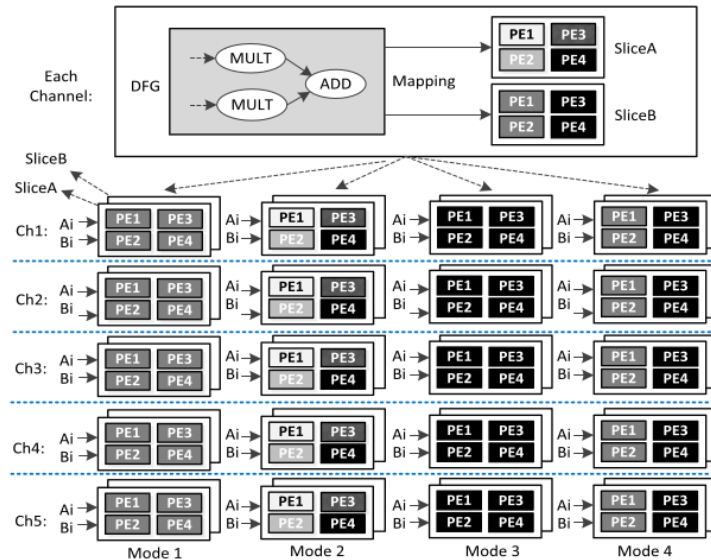 Each Channel:
DFG
MULT
MULT
ADD
Mapping
PE1 PE3
PE2 PE4
SliceA
PE1 PE3
PE2 PE4
SliceB
SliceB
SliceA
Ch1: Ai PE1 PE3 Ai PE1 PE3 Ai PE1 PE3 Ai PE1 PE3
Bi PE2 PE4 Bi PE2 PE4 Bi PE2 PE4 Bi PE2 PE4
Ch2: Ai PE1 PE3 Ai PE1 PE3 Ai PE1 PE3 Ai PE1 PE3
Bi PE2 PE4 Bi PE2 PE4 Bi PE2 PE4 Bi PE2 PE4
Ch3: Ai PE1 PE3 Ai PE1 PE3 Ai PE1 PE3 Ai PE1 PE3
Bi PE2 PE4 Bi PE2 PE4 Bi PE2 PE4 Bi PE2 PE4
Ch4: Ai PE1 PE3 Ai PE1 PE3 Ai PE1 PE3 Ai PE1 PE3
Bi PE2 PE4 Bi PE2 PE4 Bi PE2 PE4 Bi PE2 PE4
Ch5: Ai PE1 PE3 Ai PE1 PE3 Ai PE1 PE3 Ai PE1 PE3
Bi PE2 PE4 Bi PE2 PE4 Bi PE2 PE4 Bi PE2 PE4
Mode 1 Mode 2 Mode 3 Mode 4